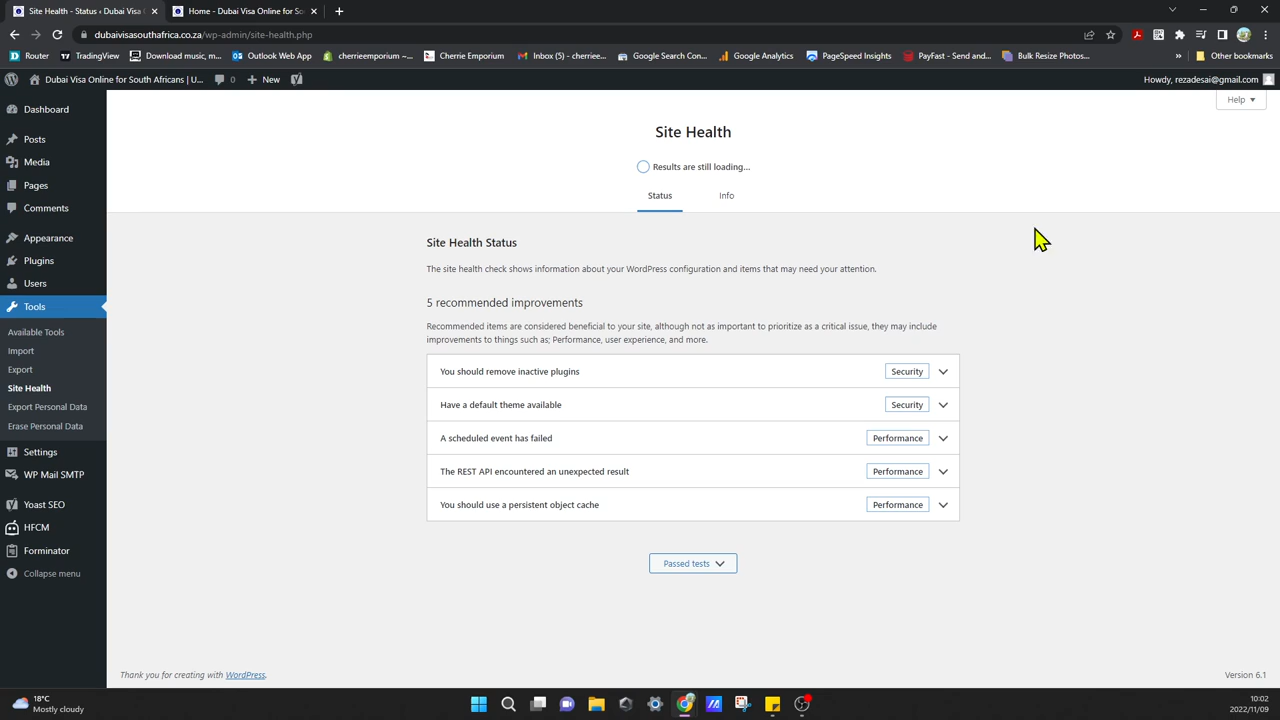 Site Health Status - Dubai Visa C
Home - Dubai Visa Online for So
dubaivisasouthafrica.co.za/wp-admin/site-health.php
Router
TradingView
Download music, m...
DUBAI VISA ONLIN...
cherrieemporium ~...
Cherrie Emporium
Inbox (5) - cherriee...
Google Search Con...
Google Analytics
PageSpeed Insights
PayFast - Send and...
Bulk Resize Photos...
Dubai Visa Online for South Africans | U...
0
New
Howdy, rezadesai@gmail.com
Help
Dashboard
Posts
Media
Pages
Comments
Appearance
Plugins
Users
Tools
Available Tools
Import
Export
Site Health
Export Personal Data
Erase Personal Data
Settings
WP Mail SMTP
Yoast SEO
HFCM
Forminator
Collapse menu
Site Health
Results are still loading...
Status
Info
Site Health Status
The site health check shows information about your WordPress configuration and items that may need your attention.
5 recommended improvements
Recommended items are considered beneficial to your site, although not as important to prioritize as a critical issue, they may include
improvements to things such as; Performance, user experience, and more.
You should remove inactive plugins Security
Have a default theme available Security
A scheduled event has failed Performance
The REST API encountered an unexpected result Performance
You should use a persistent object cache Performance
Passed tests
Thank you for creating with WordPress.
Version 6.1
18°C
Mostly cloudy
10:02
2022/11/09